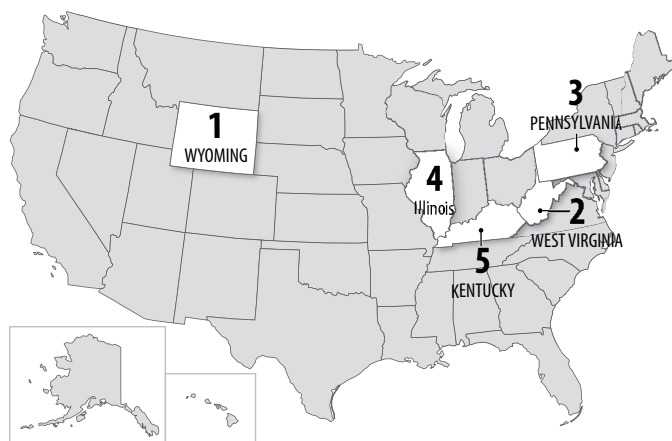 1
WYOMING
3
PENNSYLVANIA
4
Illinois
2
WEST VIRGINIA
5
KENTUCKY